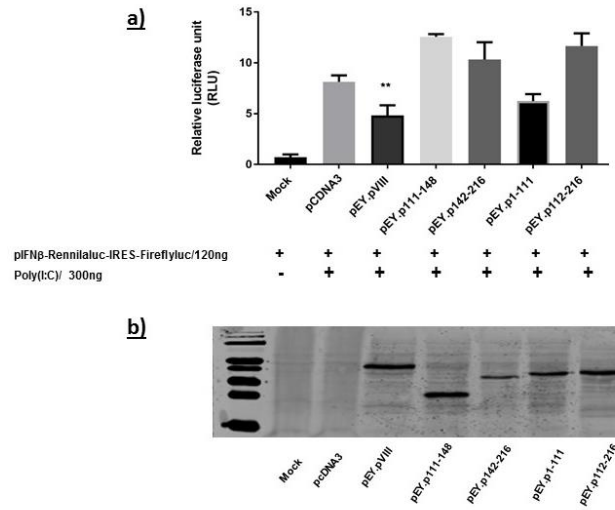 a)
Relative luciferase unit
(RLU)
15
10
5
0
**
Mock
pCDNA3
pEY.pVIII
pEY.p111-148
pEY.p142-216
pEY.p1-111
pEY.p112-216
pIFNβ-Rennilaluc-IRES-Fireflyluc/120ng + + + + + + +
Poly(I:C)/ 300ng - + + + + + +
b)
Mock
pcDNA3
pEY.pVIII
pEY.p111-148
pEY.p142-216
pEY.p1-111
pEY.p112-216